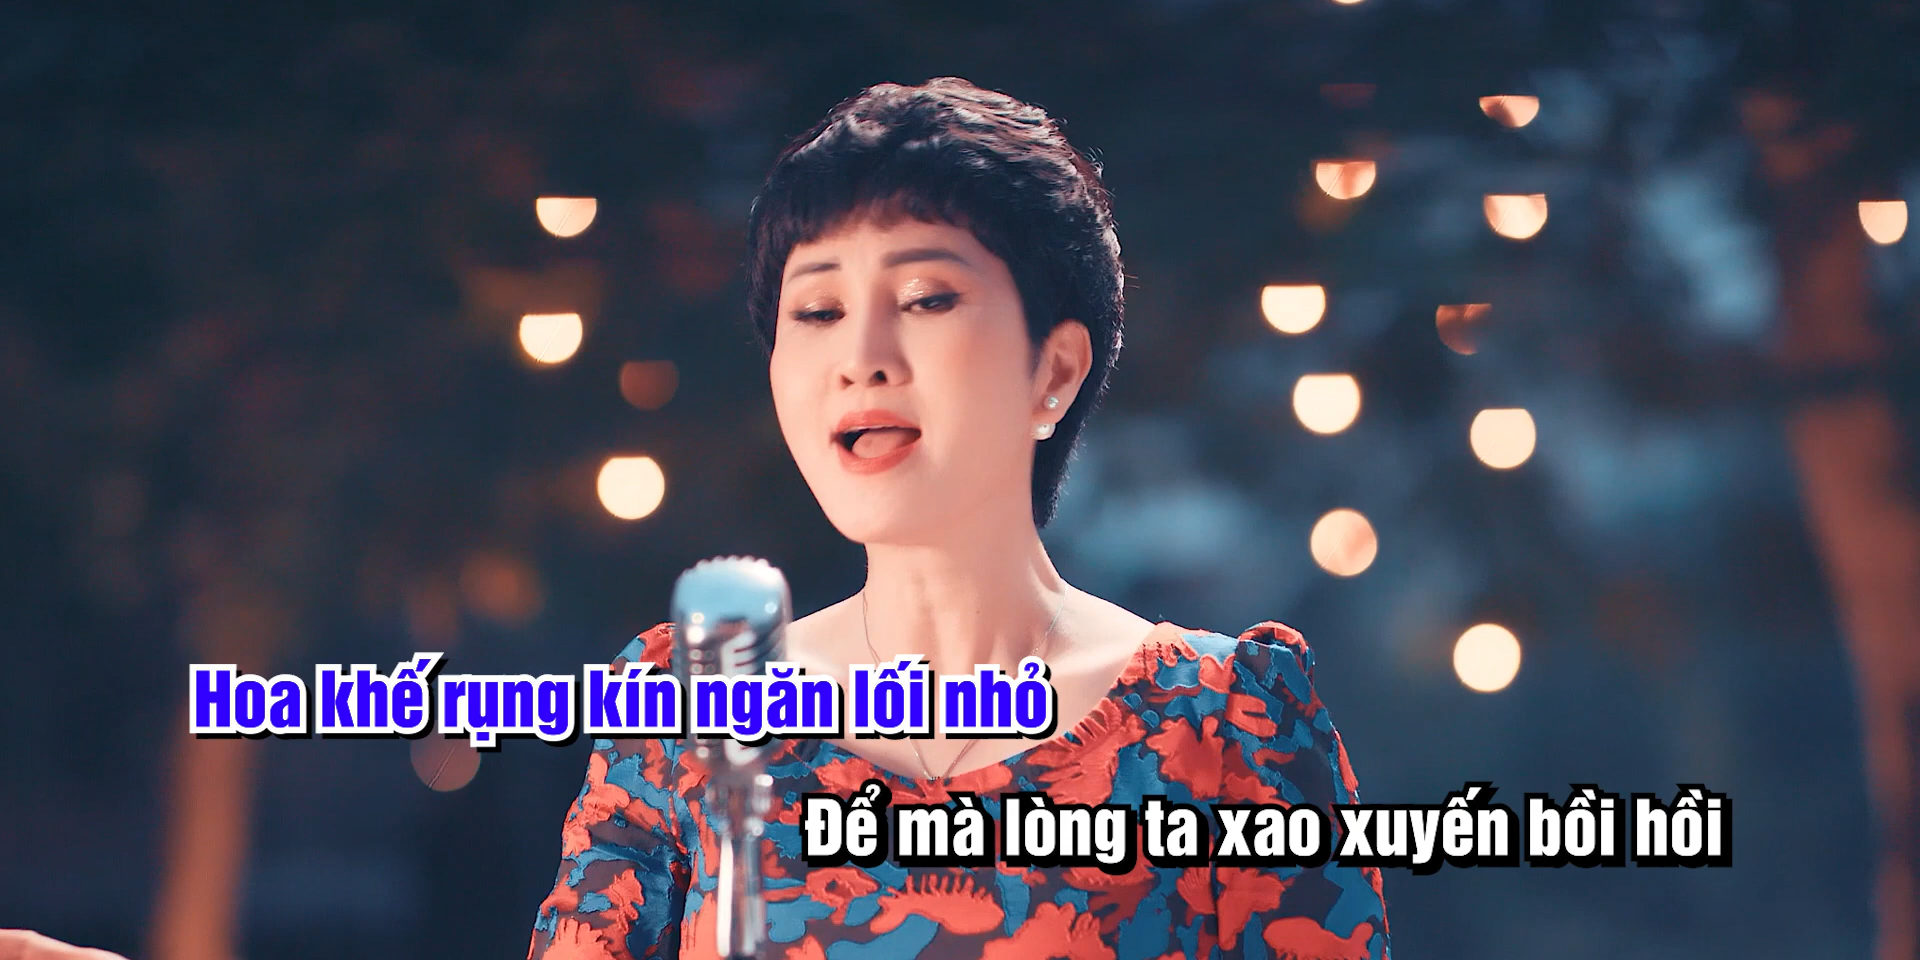 Hoa khế rụng kín ngăn lối nhỏ
Để mà lòng ta xao xuyến bồi hồi